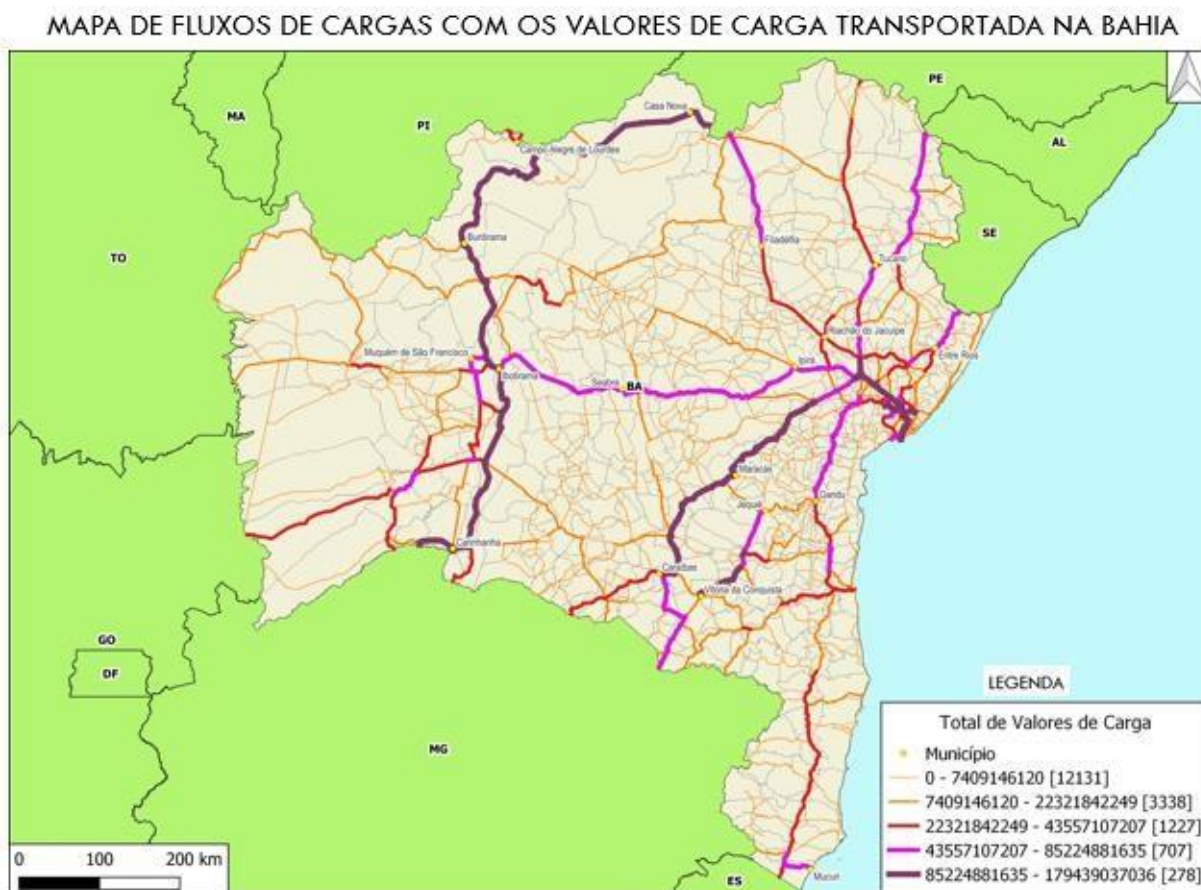 MAPA DE FLUXOS DE CARGAS COM OS VALORES DE CARGA TRANSPORTADA NA BAHIA
PE
MA
PI
AL
TO
SE
BA
GO
DF
MG
ES
Casa Nova
Campo Alegre de Lourdes
Buritirama
Filadélfia
Tucano
Riachão do Jacuípe
Entre Rios
Muquém de São Francisco
Ibotirama
Seabra
Ipirá
Maracás
Jequié
Gandu
Carinhanha
Caraíbas
Vitória da Conquista
Mucuri
LEGENDA
Total de Valores de Carga
Município
0 - 7409146120 [12131]
7409146120 - 22321842249 [3338]
22321842249 - 43557107207 [1227]
43557107207 - 85224881635 [707]
85224881635 - 179439037036 [278]
0 100 200 km